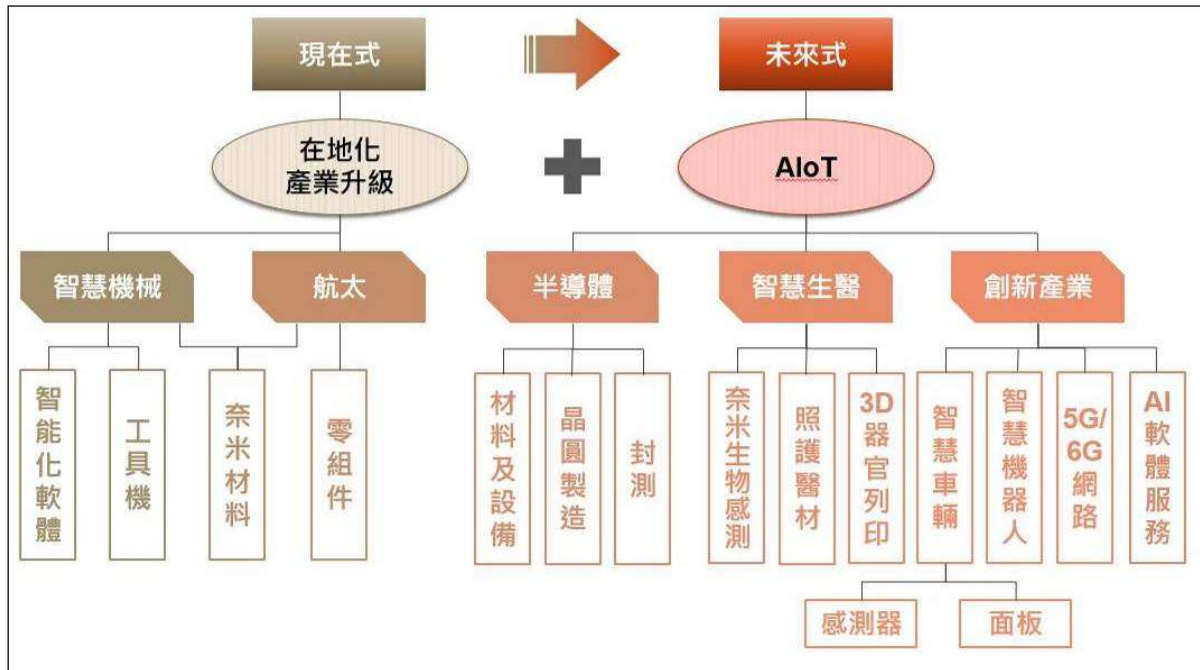 現在式
未來式
在地化
產業升級
AIoT
智慧機械
航太
半導體
智慧生醫
創新產業
智能化軟體
工具機
奈米材料
零組件
材料及設備
晶圓製造
封測
奈米生物感測
照護醫材
3D器官列印
智慧車輛
智慧機器人
5G/
6G
網路
AI
軟體服務
感測器
面板